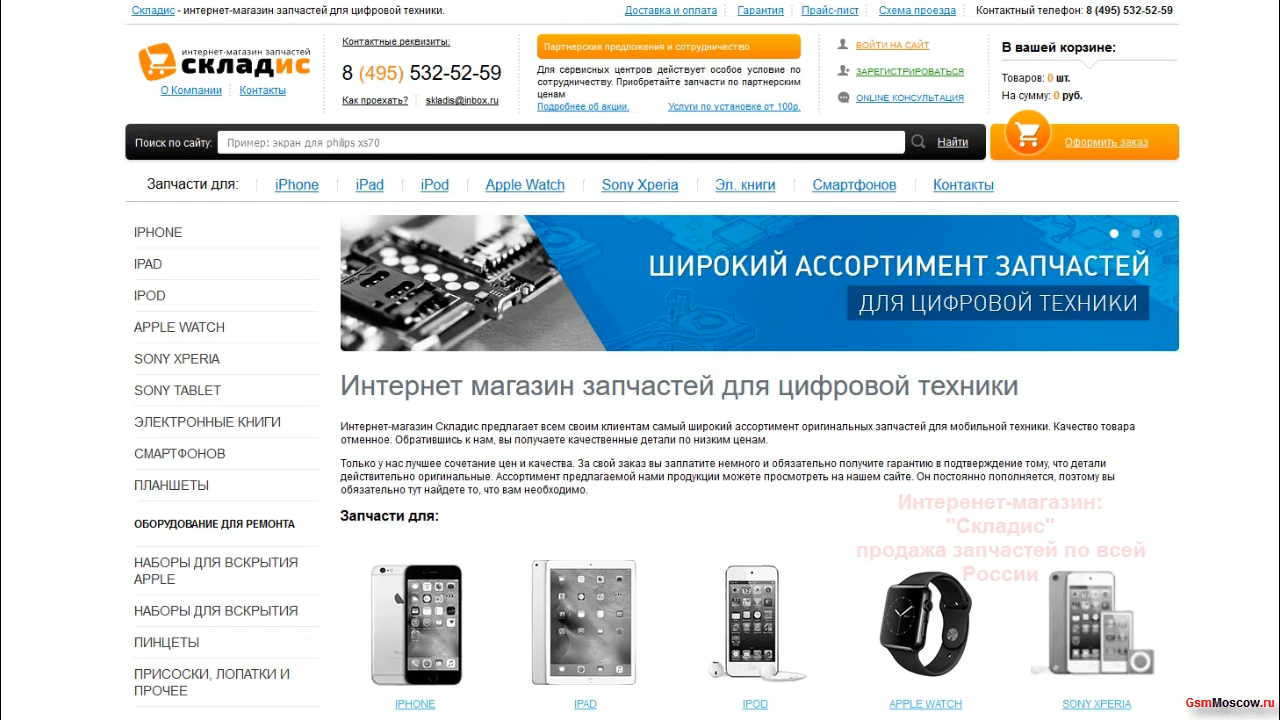 Складис - интернет-магазин запчастей для цифровой техники.
Доставка и оплата
Гарантия
Прайс-лист
Схема проезда
Контактный телефон: 8 (495) 532-52-59
интернет-магазин запчастей
складис
О Компании
Контакты
Контактные реквизиты:
8 (495) 532-52-59
Как проехать?
skladis@inbox.ru
Партнерские предложения и сотрудничество
Для сервисных центров действует особое условие по
сотрудничеству. Приобретайте запчасти по партнерским
ценам
Подробнее об акции.
Услуги по установке от 100р.
ВОЙТИ НА САЙТ
ЗАРЕГИСТРИРОВАТЬСЯ
ONLINE КОНСУЛЬТАЦИЯ
В вашей корзине:
Товаров: 0 шт.
На сумму: 0 руб.
Поиск по сайту:
Пример: экран для philips xs70
Найти
Оформить заказ
Запчасти для:
iPhone
iPad
iPod
Apple Watch
Sony Xperia
Эл. книги
Смартфонов
Контакты
IPHONE
IPAD
IPOD
APPLE WATCH
SONY XPERIA
SONY TABLET
ЭЛЕКТРОННЫЕ КНИГИ
СМАРТФОНОВ
ПЛАНШЕТЫ
ОБОРУДОВАНИЕ ДЛЯ РЕМОНТА
НАБОРЫ ДЛЯ ВСКРЫТИЯ
APPLE
НАБОРЫ ДЛЯ ВСКРЫТИЯ
ПИНЦЕТЫ
ПРИСОСКИ, ЛОПАТКИ И
ПРОЧЕЕ
ШИРОКИЙ АССОРТИМЕНТ ЗАПЧАСТЕЙ
ДЛЯ ЦИФРОВОЙ ТЕХНИКИ
Интернет магазин запчастей для цифровой техники
Интернет-магазин Складис предлагает всем своим клиентам самый широкий ассортимент оригинальных запчастей для мобильной техники. Качество товара
отменное. Обратившись к нам, вы получаете качественные детали по низким ценам.
Только у нас лучшее сочетание цен и качества. За свой заказ вы заплатите немного и обязательно получите гарантию в подтверждение тому, что детали
действительно оригинальные. Ассортимент предлагаемой нами продукции можете просмотреть на нашем сайте. Он постоянно пополняется, поэтому вы
обязательно тут найдете то, что вам необходимо.
Запчасти для:
Интеренет-магазин:
"Складис"
продажа запчастей по всей
России
IPHONE
IPAD
IPOD
APPLE WATCH
SONY XPERIA
GsmMoscow.ru